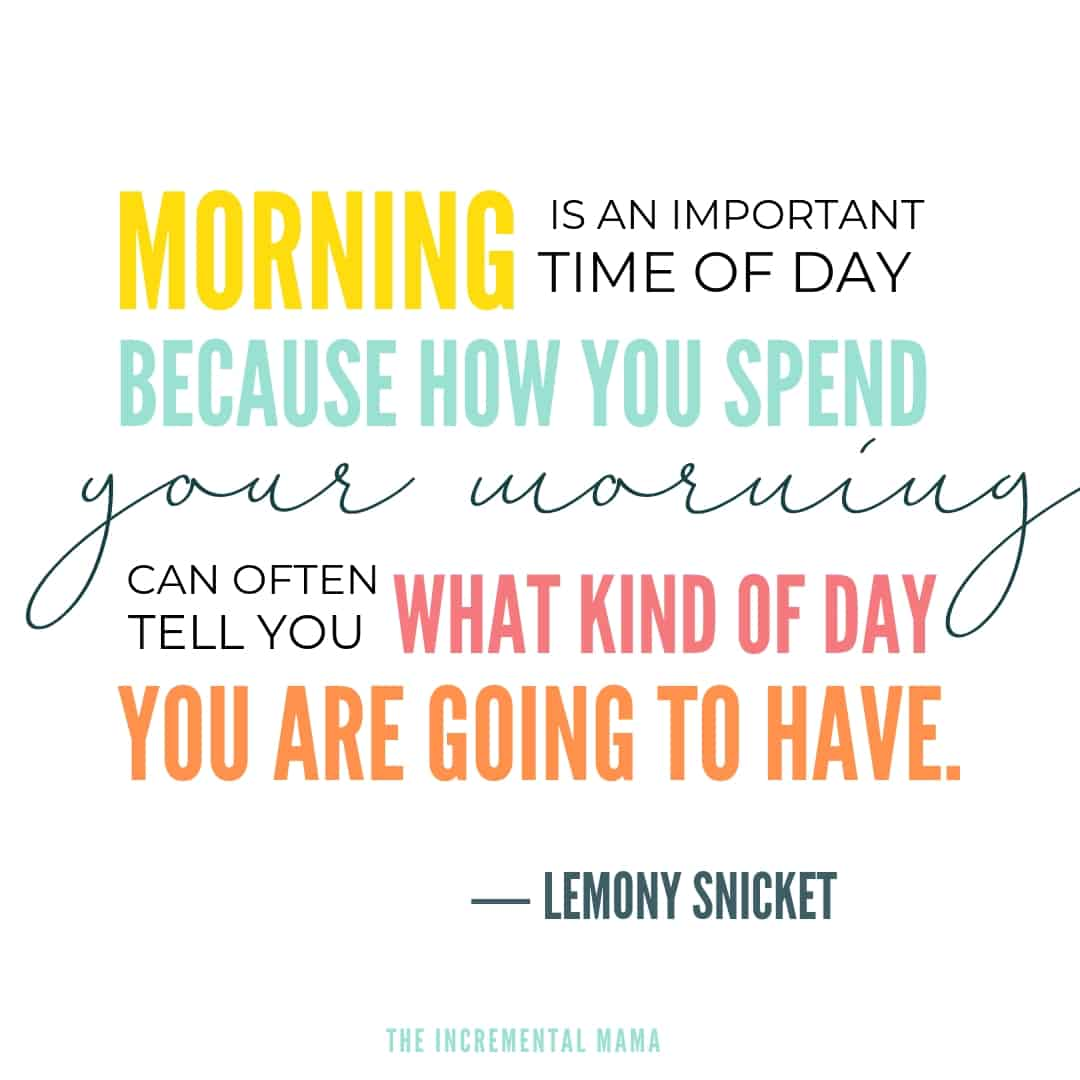 MORNING IS AN IMPORTANT
TIME OF DAY
BECAUSE HOW YOU SPEND
your morning
CAN OFTEN
TELL YOU WHAT KIND OF DAY
YOU ARE GOING TO HAVE.
— LEMONY SNICKET
THE INCREMENTAL MAMA